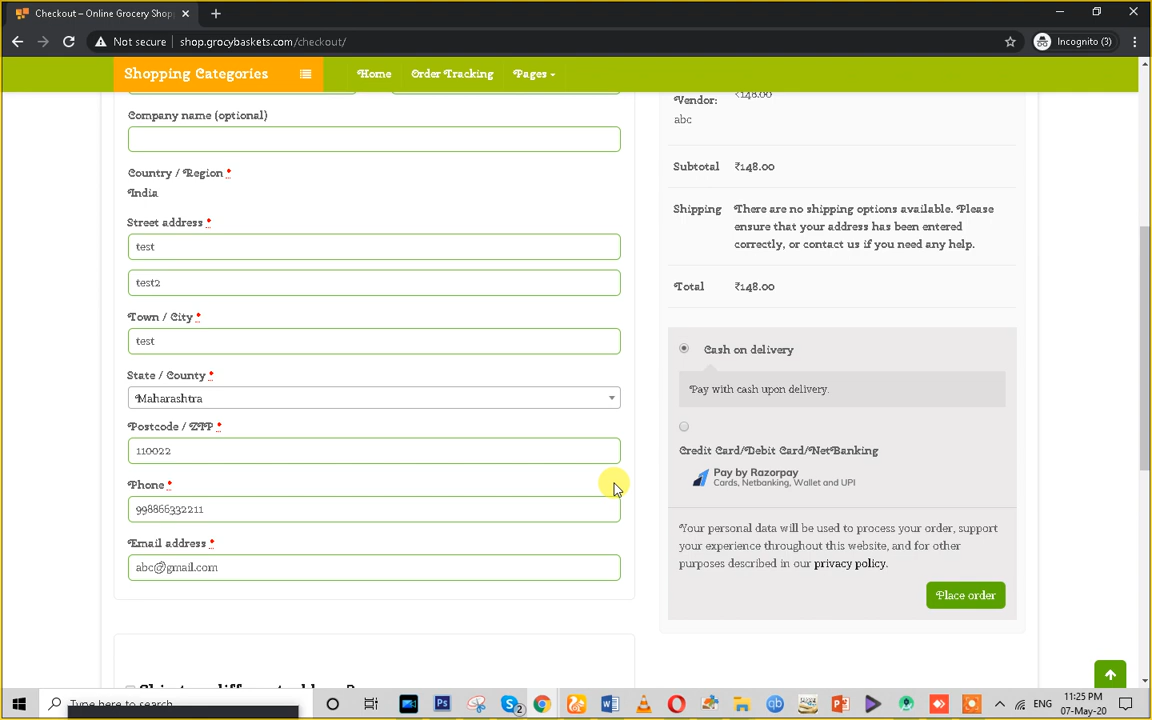 Checkout – Online Grocery Shop
Not secure
shop.grocybaskets.com/checkout/
Incognito (3)
Shopping Categories
Home
Order Tracking
Pages
Company name (optional)
Country / Region *
India
Street address *
test
test2
Town / City *
test
State / County *
Maharashtra
Postcode / ZIP *
110022
Phone *
998866332211
Email address *
abc@gmail.com
₹148.00
Vendor:
abc
Subtotal ₹148.00
Shipping There are no shipping options available. Please
ensure that your address has been entered
correctly, or contact us if you need any help.
Total ₹148.00
Cash on delivery
Pay with cash upon delivery.
Credit Card/Debit Card/NetBanking
Pay by Razorpay
Cards, Netbanking, Wallet and UPI
Your personal data will be used to process your order, support
your experience throughout this website, and for other
purposes described in our privacy policy.
Place order
Type here to search
2
Ps
ENG
11:25 PM
07-May-20